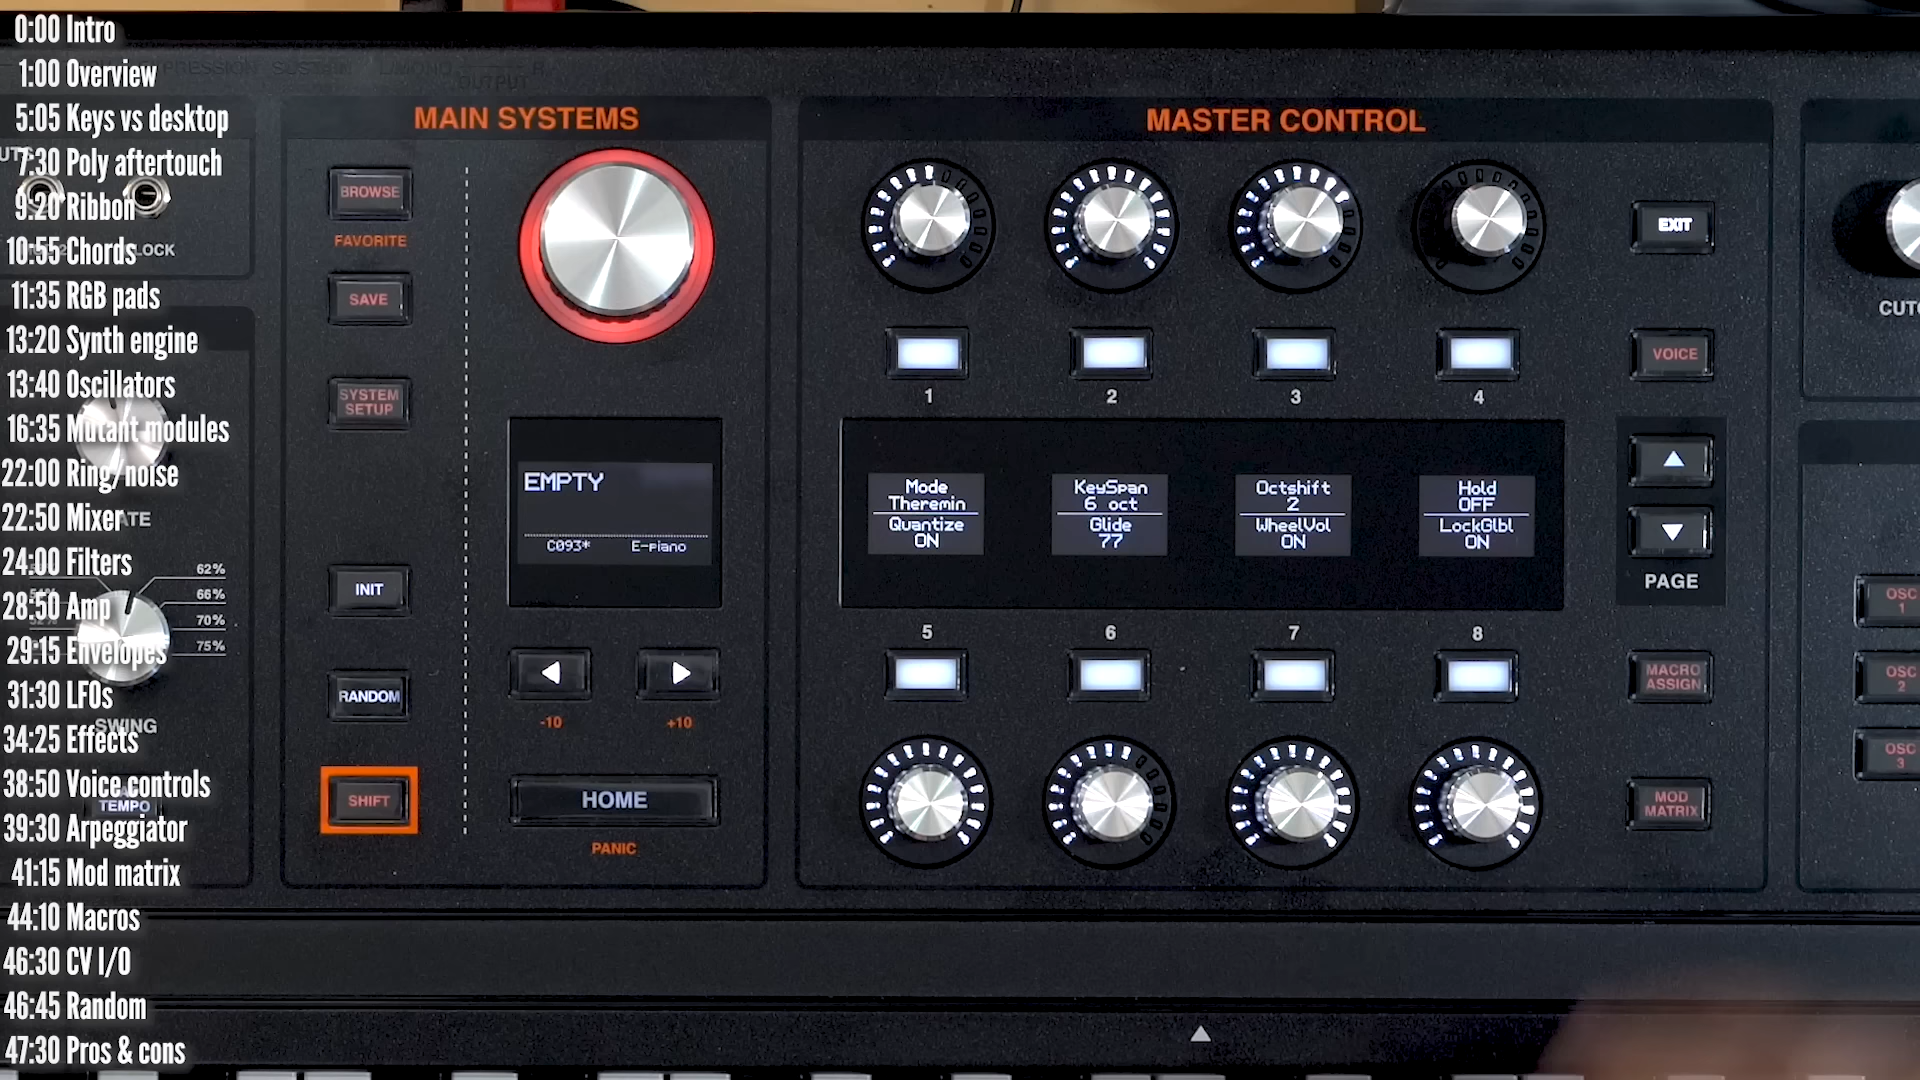 0:00 Intro
1:00 Overview
5:05 Keys vs desktop
7:30 Poly aftertouch
9:20 Ribbon
10:55 Chords
11:35 RGB pads
13:20 Synth engine
13:40 Oscillators
16:35 Mutant modules
22:00 Ring/noise
22:50 Mixer
24:00 Filters
28:50 Amp
29:15 Envelopes
31:30 LFOs
34:25 Effects
38:50 Voice controls
39:30 Arpeggiator
41:15 Mod matrix
44:10 Macros
46:30 CV I/O
46:45 Random
47:30 Pros & cons
SUSTAIN
OUTPUT
R
62%
66%
70%
75%
SWING
TEMPO
MAIN SYSTEMS
BROWSE
FAVORITE
SAVE
SYSTEM
SETUP
INIT
RANDOM
SHIFT
EMPTY
C093* E-piano
-10 +10
HOME
PANIC
MASTER CONTROL
1 2 3 4
Mode
Theremin
Quantize
ON
KeySpan
6 oct
Glide
77
Octshift
2
WheelVol
ON
Hold
OFF
LockGlbl
ON
5 6 7 8
EXIT
VOICE
PAGE
MACRO
ASSIGN
MOD
MATRIX
OSC
1
OSC
2
OSC
3